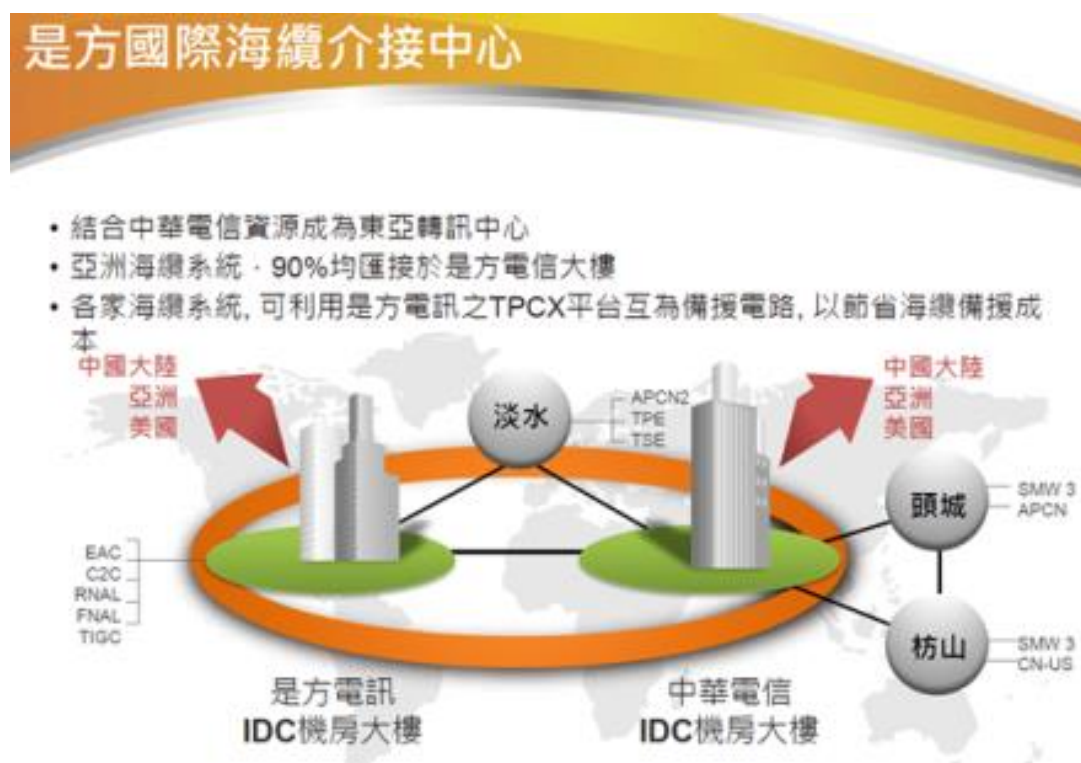 是方國際海纜介接中心
• 結合中華電信資源成為東亞轉訊中心
• 亞洲海纜系統,90%均匯接於是方電信大樓
• 各家海纜系統, 可利用是方電訊之TPCX平台互為備援電路, 以節省海纜備援成
本
中國大陸
亞洲
美國
淡水
APCN2
TPE
TSE
中國大陸
亞洲
美國
頭城
SMW 3
APCN
EAC
C2C
RNAL
FNAL
TIGC
枋山
SMW 3
CN-US
是方電訊
IDC機房大樓
中華電信
IDC機房大樓